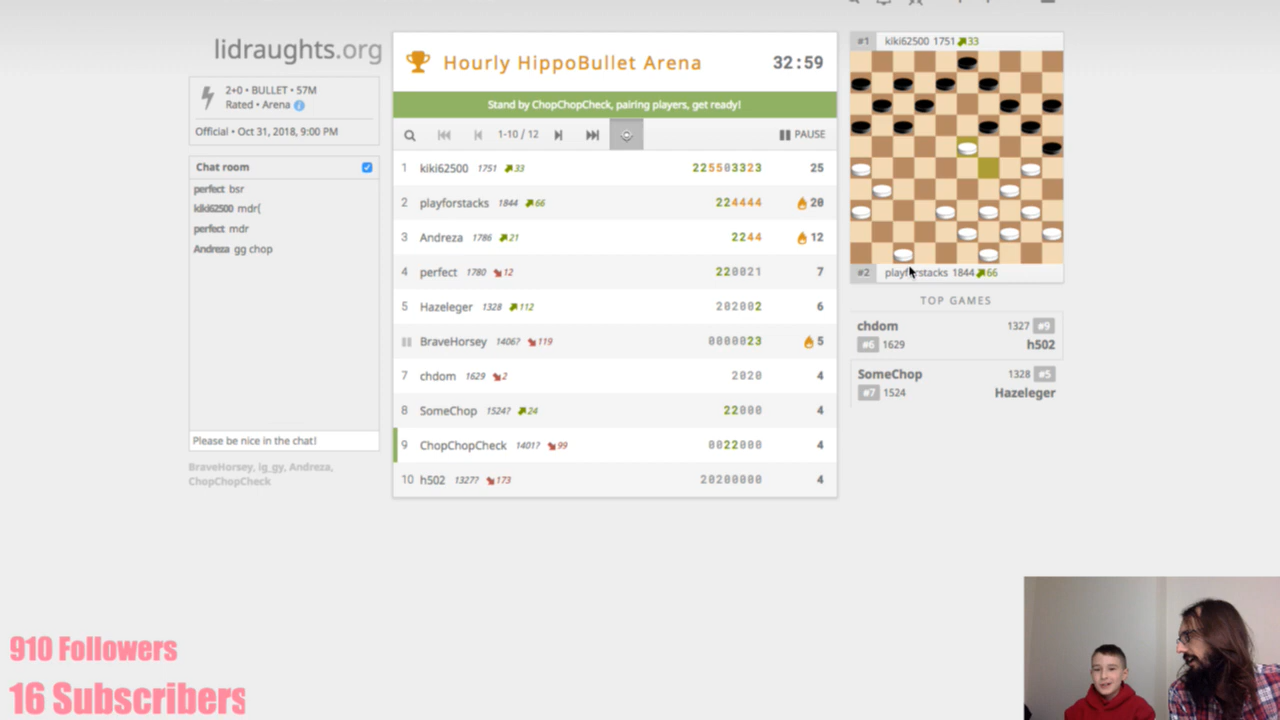 lidraughts.org
2+0 • BULLET • 57M
Rated • Arena
Official • Oct 31, 2018, 9:00 PM
Chat room
perfect bsr
kiki62500 mdr(
perfect mdr
Andreza gg chop
Please be nice in the chat!
BraveHorsey, ig_gy, Andreza,
ChopChopCheck
Hourly HippoBullet Arena 32:59
Stand by ChopChopCheck, pairing players, get ready!
1-10 / 12 PAUSE
1 kiki62500 1751 33 2255033323 25
2 playforstacks 1844 66 224444 20
3 Andreza 1786 21 2244 12
4 perfect 1780 12 220021 7
5 Hazeleger 1328 112 202002 6
BraveHorsey 1406? 119 0000023 5
7 chdom 1629 2 2020 4
8 SomeChop 1524? 24 22000 4
9 ChopChopCheck 1401? 99 0022000 4
10 h502 1327? 173 20200000 4
#1 kiki62500 1751 33
#2 playforstacks 1844 66
TOP GAMES
chdom 1327 #9
#6 1629 h502
SomeChop 1328 #5
#7 1524 Hazeleger
910 Followers
16 Subscribers